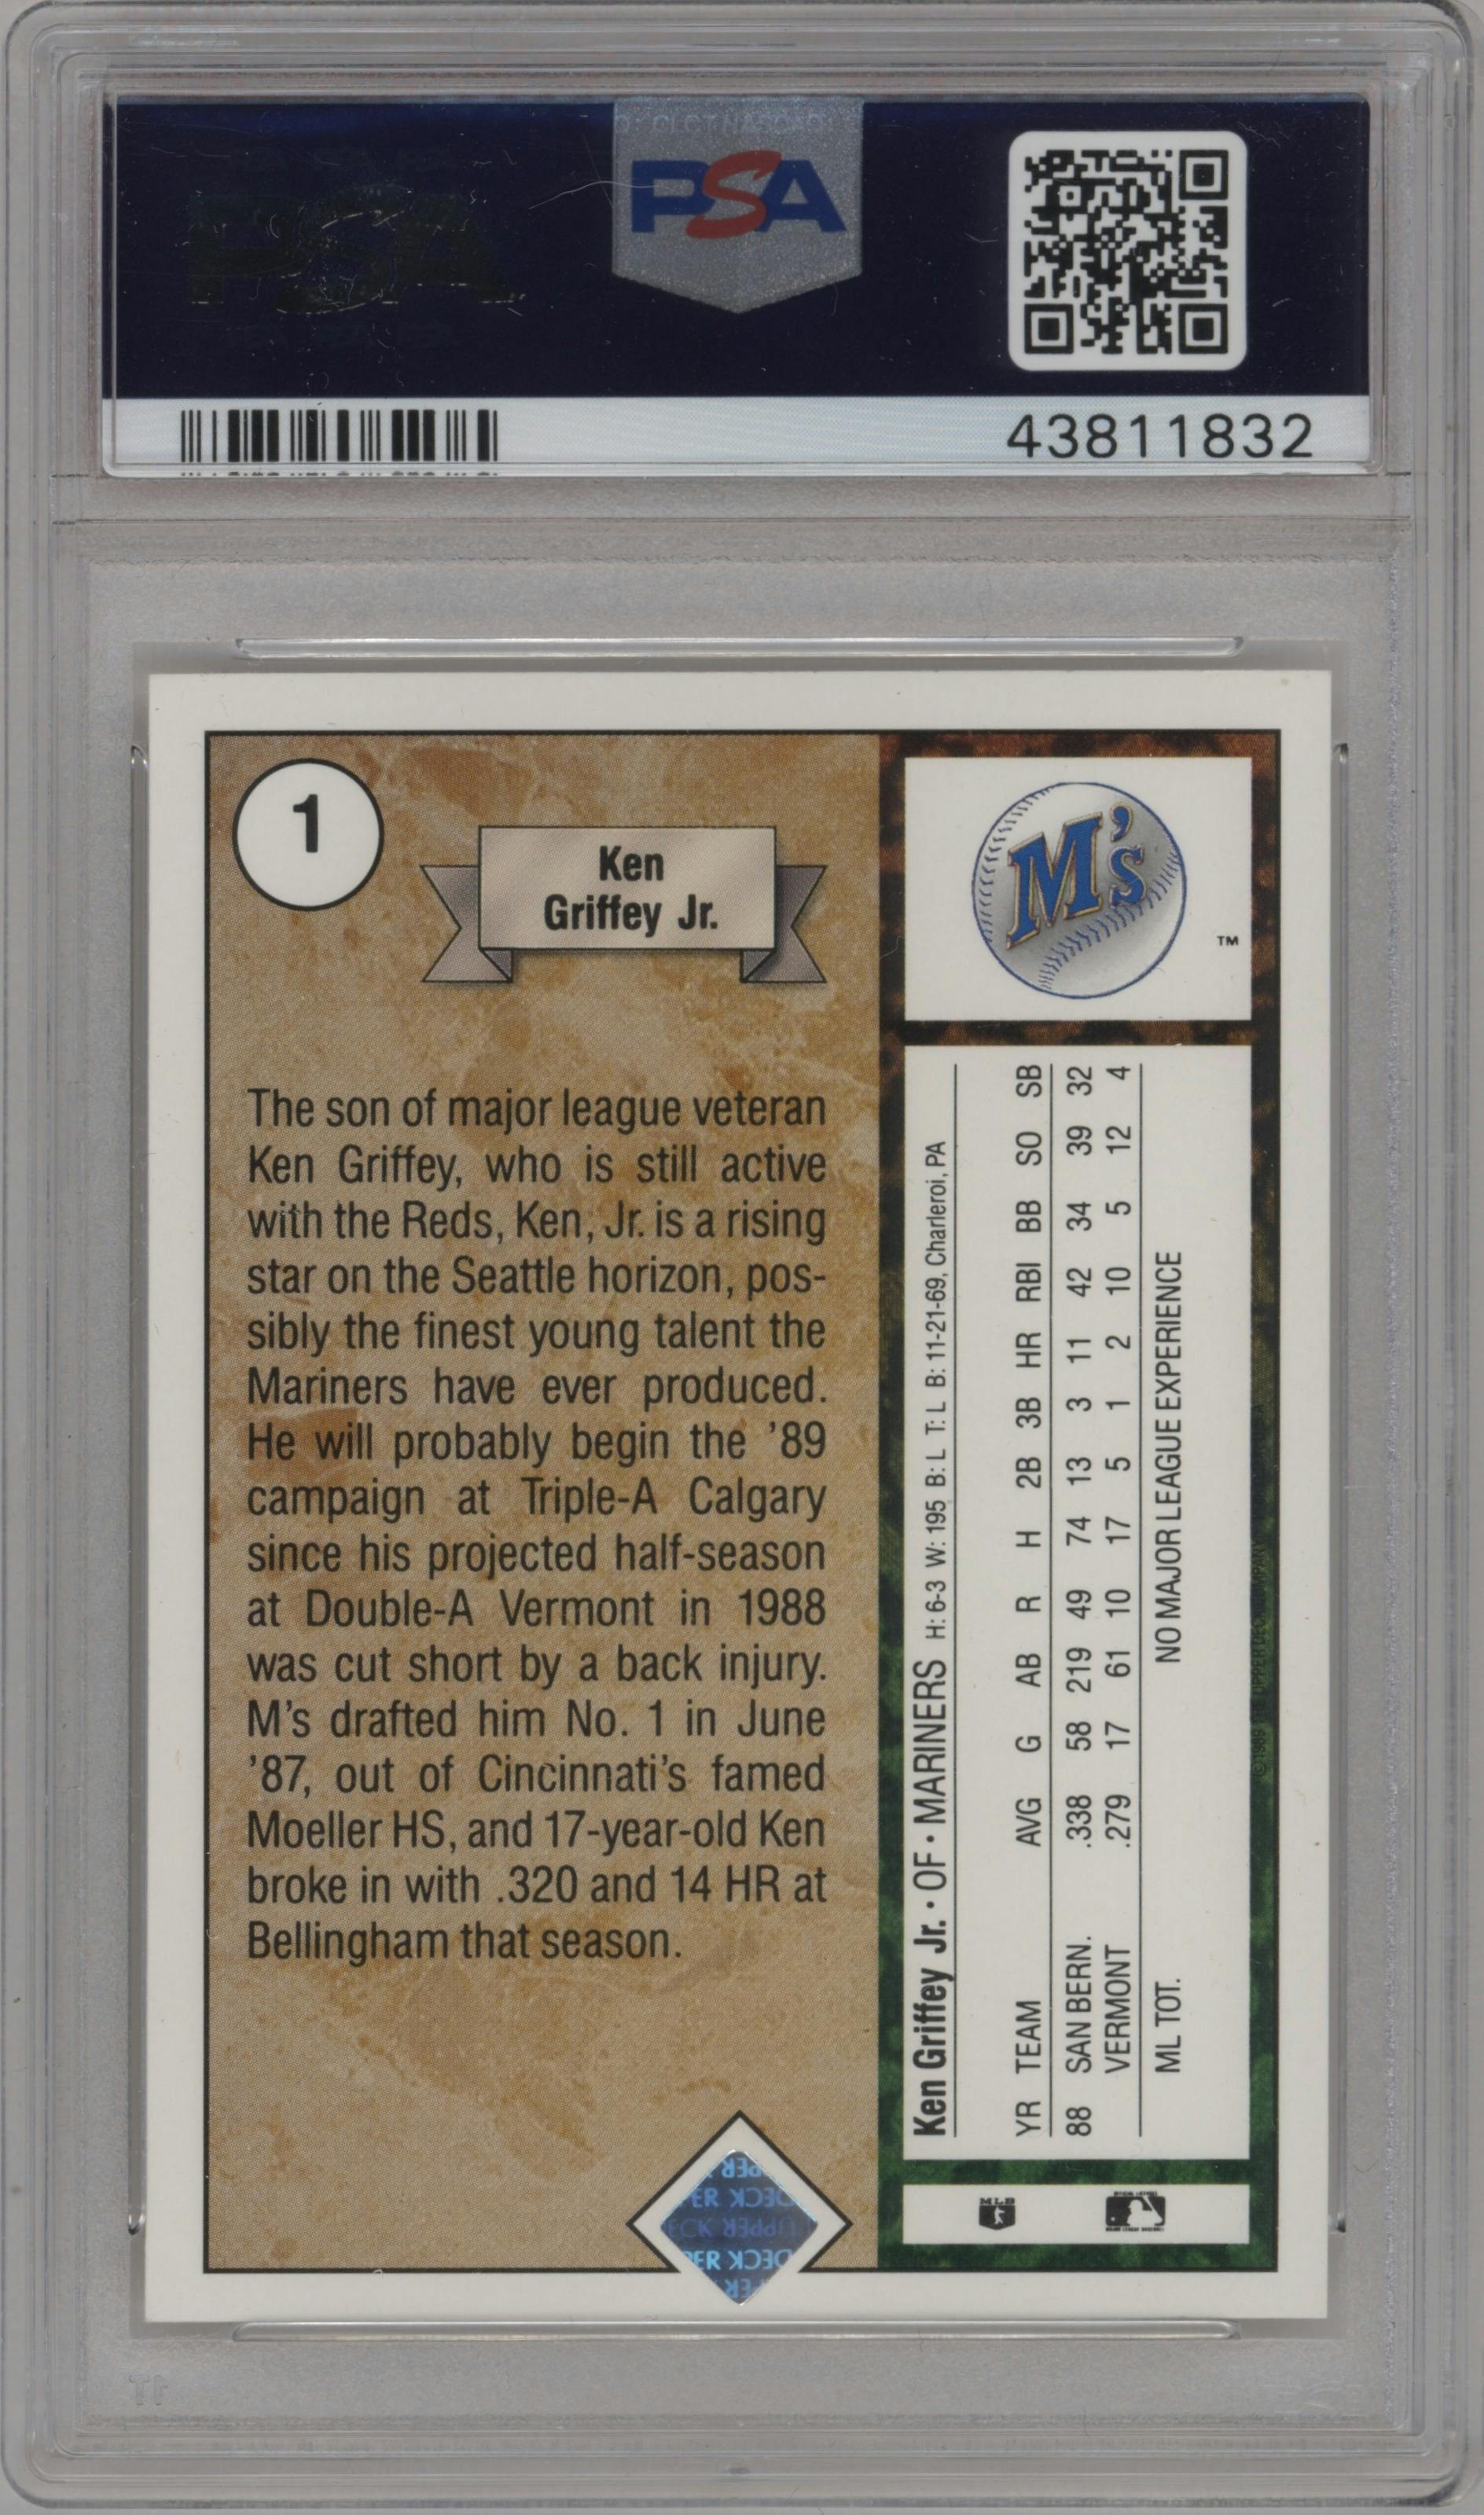 PSA
43811832
1
Ken
Griffey Jr.
M's
TM
The son of major league veteran
Ken Griffey, who is still active
with the Reds, Ken, Jr. is a rising
star on the Seattle horizon, pos-
sibly the finest young talent the
Mariners have ever produced.
He will probably begin the '89
campaign at Triple-A Calgary
since his projected half-season
at Double-A Vermont in 1988
was cut short by a back injury.
M's drafted him No. 1 in June
'87, out of Cincinnati's famed
Moeller HS, and 17-year-old Ken
broke in with .320 and 14 HR at
Bellingham that season.
Ken Griffey Jr. • OF • MARINERS H: 6-3 W: 195 B: L T: L B: 11-21-69, Charleroi, PA
YR TEAM AVG G AB R H 2B 3B HR RBI BB SO SB
88 SAN BERN. .338 58 219 49 74 13 3 11 42 34 39 32
VERMONT .279 17 61 10 17 5 1 2 10 5 12 4
ML TOT. NO MAJOR LEAGUE EXPERIENCE
UPPER DECK
MLB